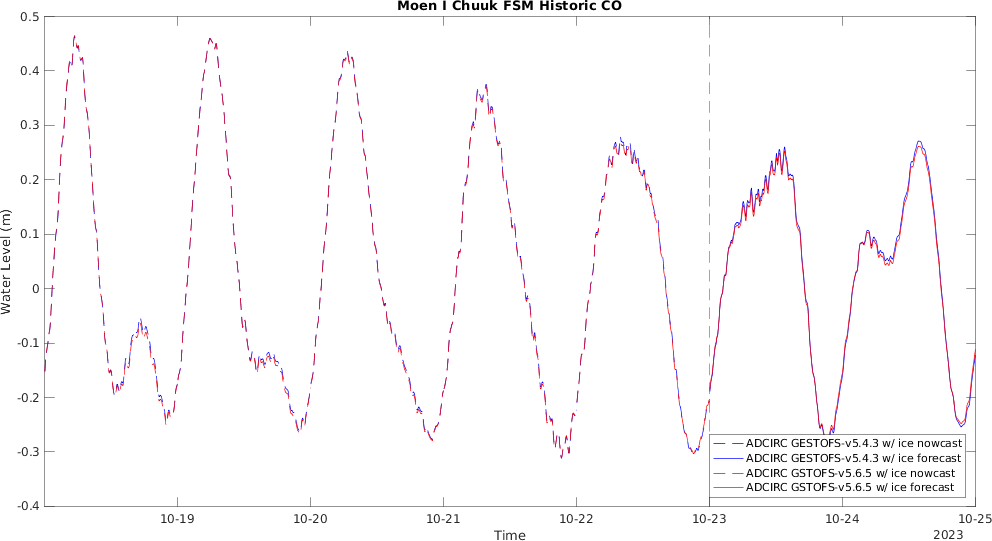 Moen I Chuuk FSM Historic CO
0.5
0.4
0.3
0.2
0.1
0
-0.1
-0.2
-0.3
-0.4
Water Level (m)
ADCIRC GESTOFS-v5.4.3 w/ ice nowcast
ADCIRC GESTOFS-v5.4.3 w/ ice forecast
ADCIRC GSTOFS-v5.6.5 w/ ice nowcast
ADCIRC GSTOFS-v5.6.5 w/ ice forecast
10-19 10-20 10-21 10-22 10-23 10-24 10-25
Time
2023